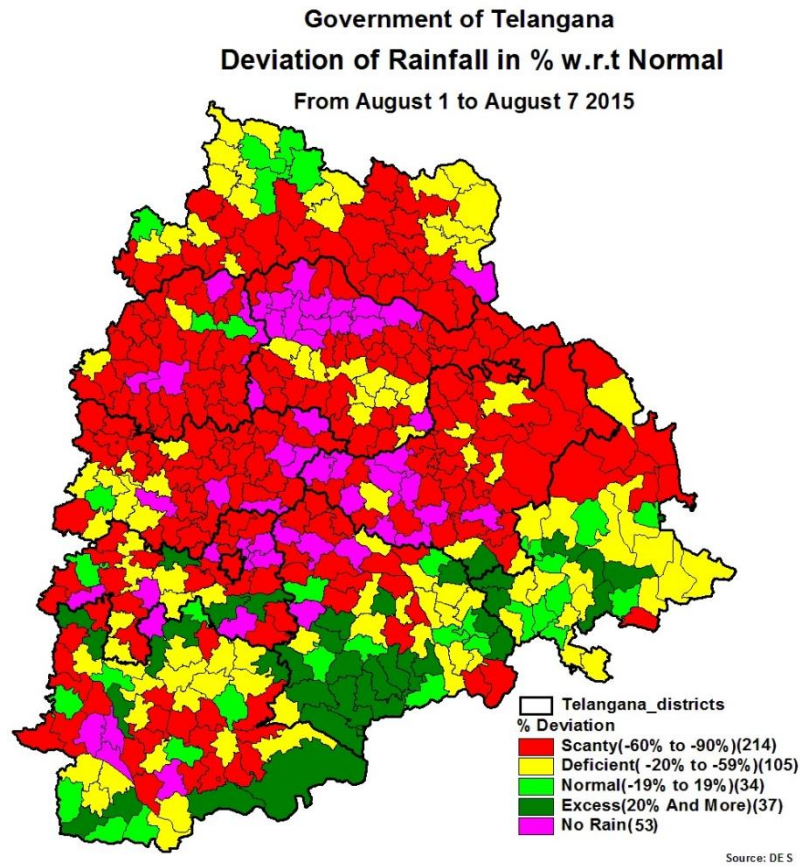 Government of Telangana
Deviation of Rainfall in % w.r.t Normal
From August 1 to August 7 2015
Telangana_districts
% Deviation
Scanty(-60% to -90%)(214)
Deficient( -20% to -59%)(105)
Normal(-19% to 19%)(34)
Excess(20% And More)(37)
No Rain(53)
Source: DE S